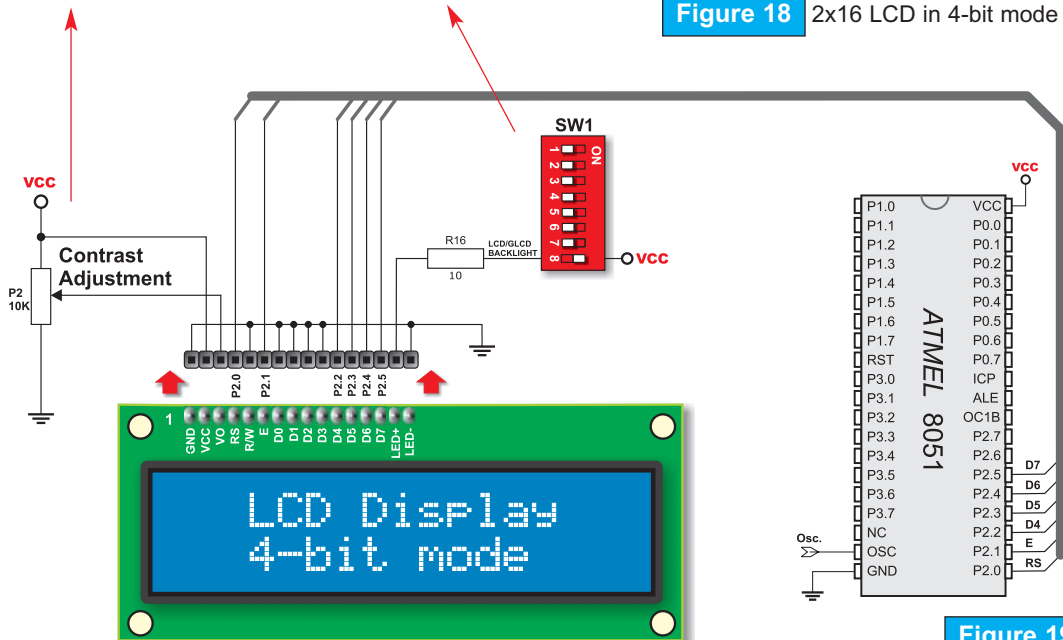 Figure 18 2x16 LCD in 4-bit mode
SW1
ON
1
2
3
4
5
6
7
8
VCC
Contrast
Adjustment
P2
10K
R16
10
LCD/GLCD
BACKLIGHT
VCC
P2.0
P2.1
P2.2
P2.3
P2.4
P2.5
1
GND
VCC
VO
RS
R/W
E
D0
D1
D2
D3
D4
D5
D6
D7
LED+
LED-
LCD Display
4-bit mode
VCC
P1.0 VCC
P1.1 P0.0
P1.2 P0.1
P1.3 P0.2
P1.4 P0.3
P1.5 P0.4
P1.6 P0.5
P1.7 P0.6
RST P0.7
P3.0 ICP
P3.1 ALE
P3.2 OC1B
P3.3 P2.7
P3.4 P2.6
P3.5 P2.5 D7
P3.6 P2.4 D6
P3.7 P2.3 D5
NC P2.2 D4
Osc. OSC P2.1 E
GND P2.0 RS
ATMEL 8051
Figure 19